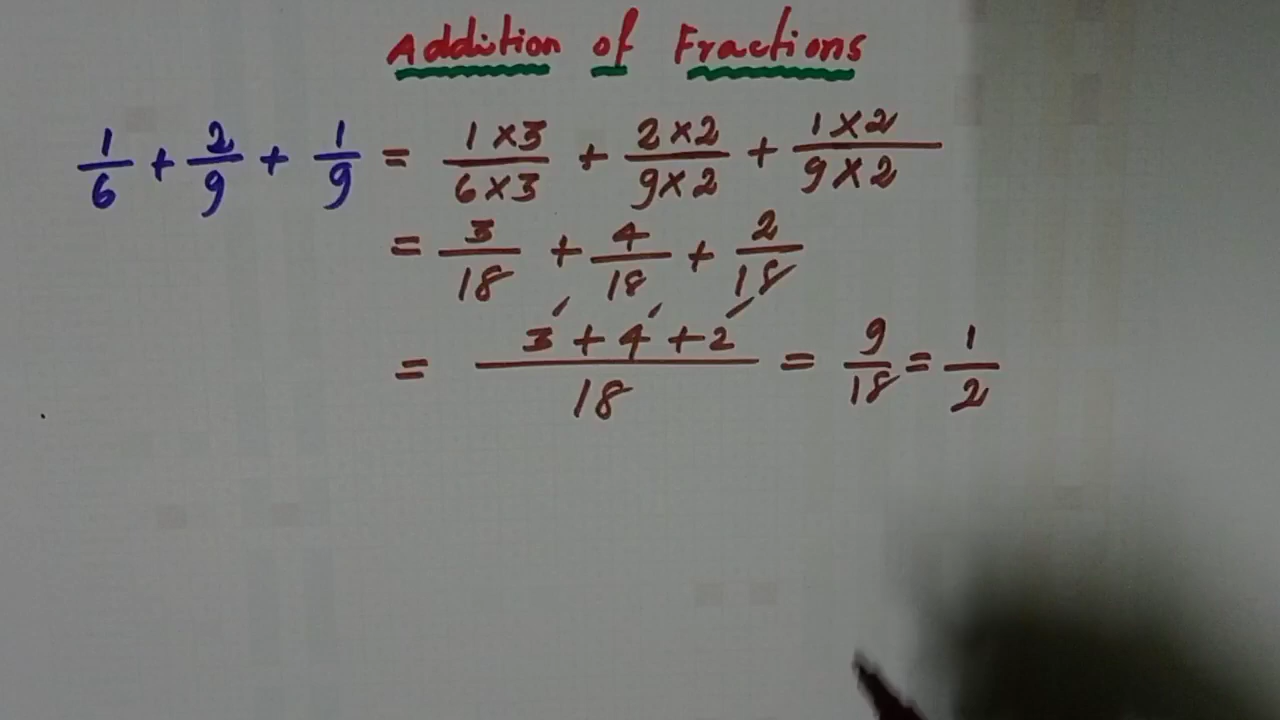 Addition of Fractions
1/6 + 2/9 + 1/9 = 1×3/6×3 + 2×2/9×2 + 1×2/9×2
= 3/18 + 4/18 + 2/18
= 3+4+2/18 = 9/18 = 1/2